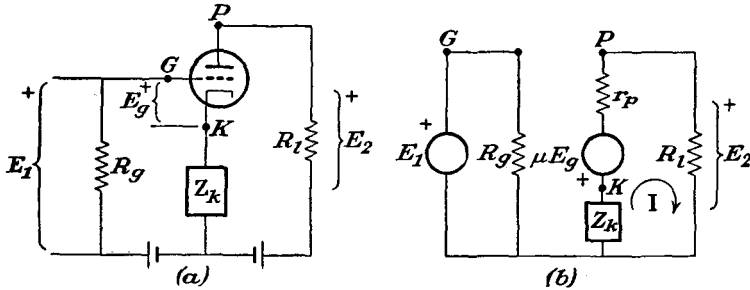 P
G
+
E_g
K
+
E_1
R_g
Z_k
R_l
+
E_2
(a)
G
P
r_p
+
E_1
R_g
μE_g
+
K
Z_k
I
R_l
+
E_2
(b)